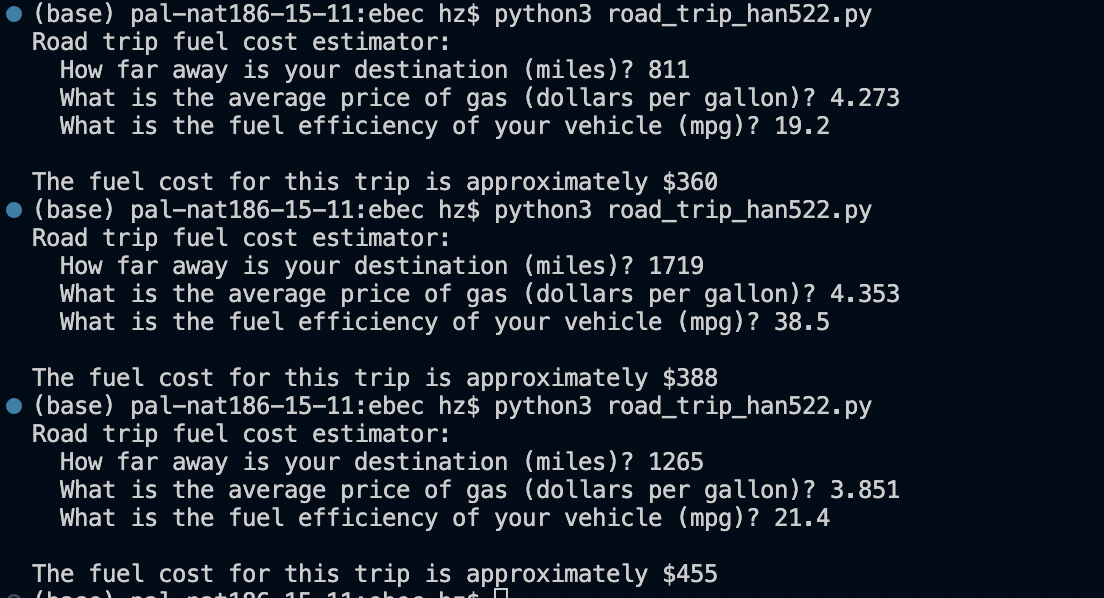 (base) pal-nat186-15-11:ebec hz$ python3 road_trip_han522.py
Road trip fuel cost estimator:
  How far away is your destination (miles)? 811
  What is the average price of gas (dollars per gallon)? 4.273
  What is the fuel efficiency of your vehicle (mpg)? 19.2

The fuel cost for this trip is approximately $360
(base) pal-nat186-15-11:ebec hz$ python3 road_trip_han522.py
Road trip fuel cost estimator:
  How far away is your destination (miles)? 1719
  What is the average price of gas (dollars per gallon)? 4.353
  What is the fuel efficiency of your vehicle (mpg)? 38.5

The fuel cost for this trip is approximately $388
(base) pal-nat186-15-11:ebec hz$ python3 road_trip_han522.py
Road trip fuel cost estimator:
  How far away is your destination (miles)? 1265
  What is the average price of gas (dollars per gallon)? 3.851
  What is the fuel efficiency of your vehicle (mpg)? 21.4

The fuel cost for this trip is approximately $455
(base) pal-nat186-15-11:ebec hz$